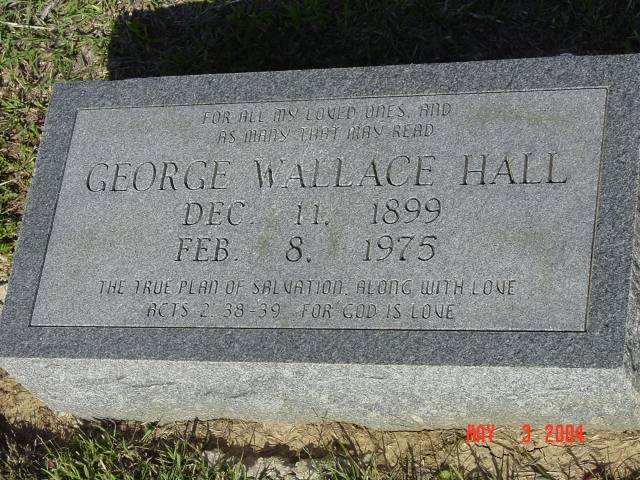 FOR ALL MY LOVED ONES, AND
AS MANY THAT MAY READ
GEORGE WALLACE HALL
DEC. 11. 1899
FEB. 8. 1975
THE TRUE PLAN OF SALVATION, ALONG WITH LOVE
ACTS 2. 38-39 FOR GOD IS LOVE
MAY 3 2004